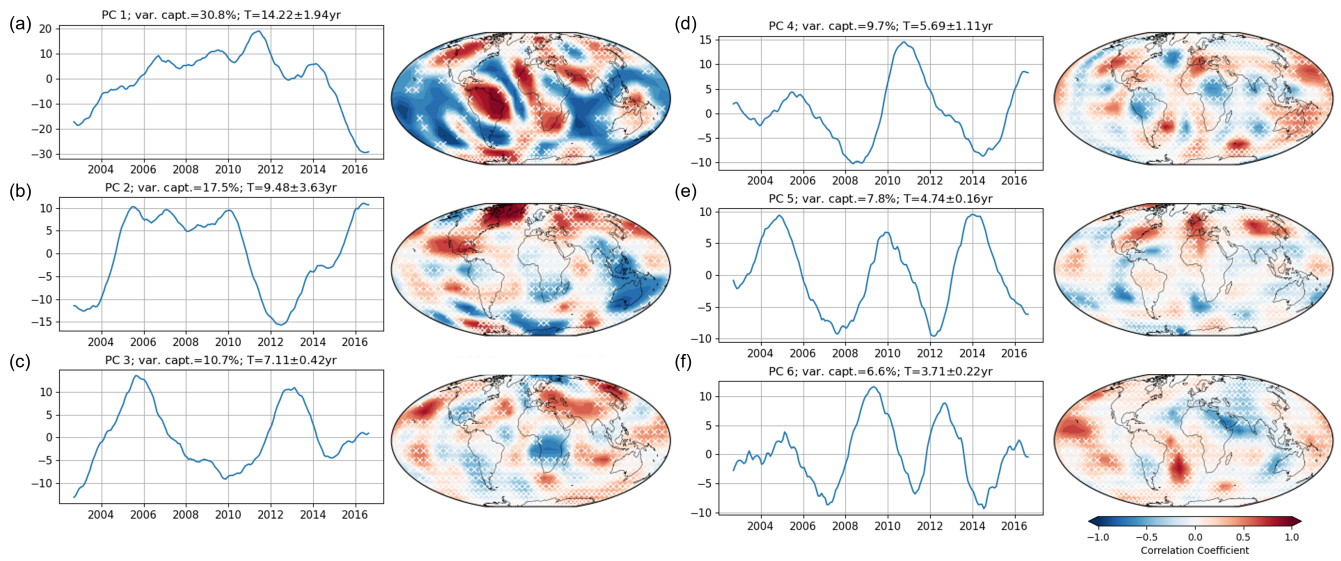 (a)
PC 1; var. capt.=30.8%; T=14.22±1.94yr
20
10
0
−10
−20
−30
2004 2006 2008 2010 2012 2014 2016
(b)
PC 2; var. capt.=17.5%; T=9.48±3.63yr
10
5
0
−5
−10
−15
2004 2006 2008 2010 2012 2014 2016
(c)
PC 3; var. capt.=10.7%; T=7.11±0.42yr
10
5
0
−5
−10
2004 2006 2008 2010 2012 2014 2016
(d)
PC 4; var. capt.=9.7%; T=5.69±1.11yr
15
10
5
0
−5
−10
2004 2006 2008 2010 2012 2014 2016
(e)
PC 5; var. capt.=7.8%; T=4.74±0.16yr
10
5
0
−5
−10
2004 2006 2008 2010 2012 2014 2016
(f)
PC 6; var. capt.=6.6%; T=3.71±0.22yr
10
5
0
−5
−10
2004 2006 2008 2010 2012 2014 2016
−1.0 −0.5 0.0 0.5 1.0
Correlation Coefficient